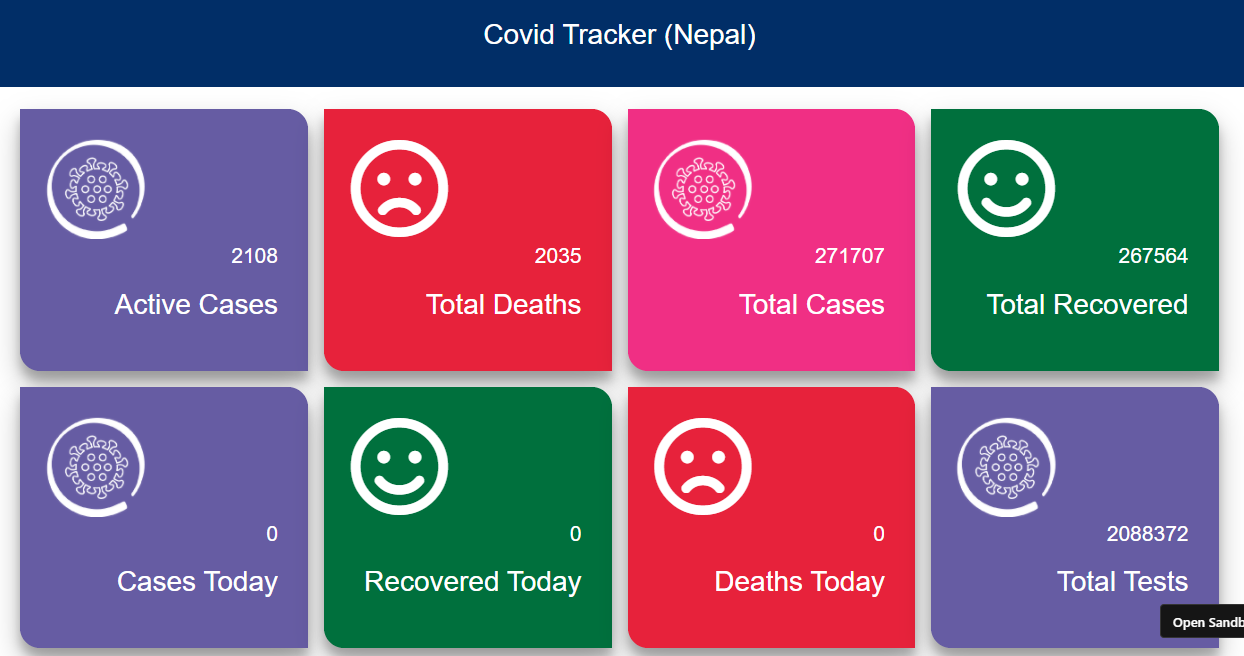 Covid Tracker (Nepal)
2108
Active Cases
2035
Total Deaths
271707
Total Cases
267564
Total Recovered
0
Cases Today
0
Recovered Today
0
Deaths Today
2088372
Total Tests
Open Sandb